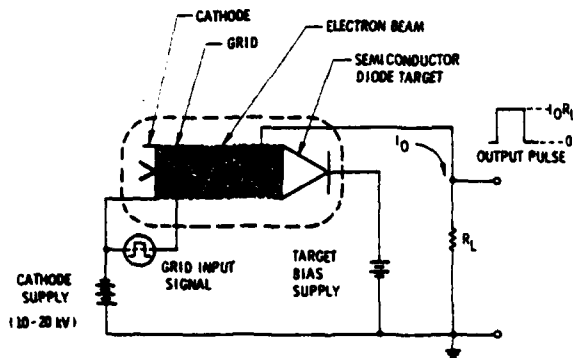 CATHODE
GRID
ELECTRON BEAM
SEMICONDUCTOR
DIODE TARGET
I0RL
0
OUTPUT PULSE
I0
RL
GRID INPUT
SIGNAL
TARGET
BIAS
SUPPLY
CATHODE
SUPPLY
(10-20 kV)